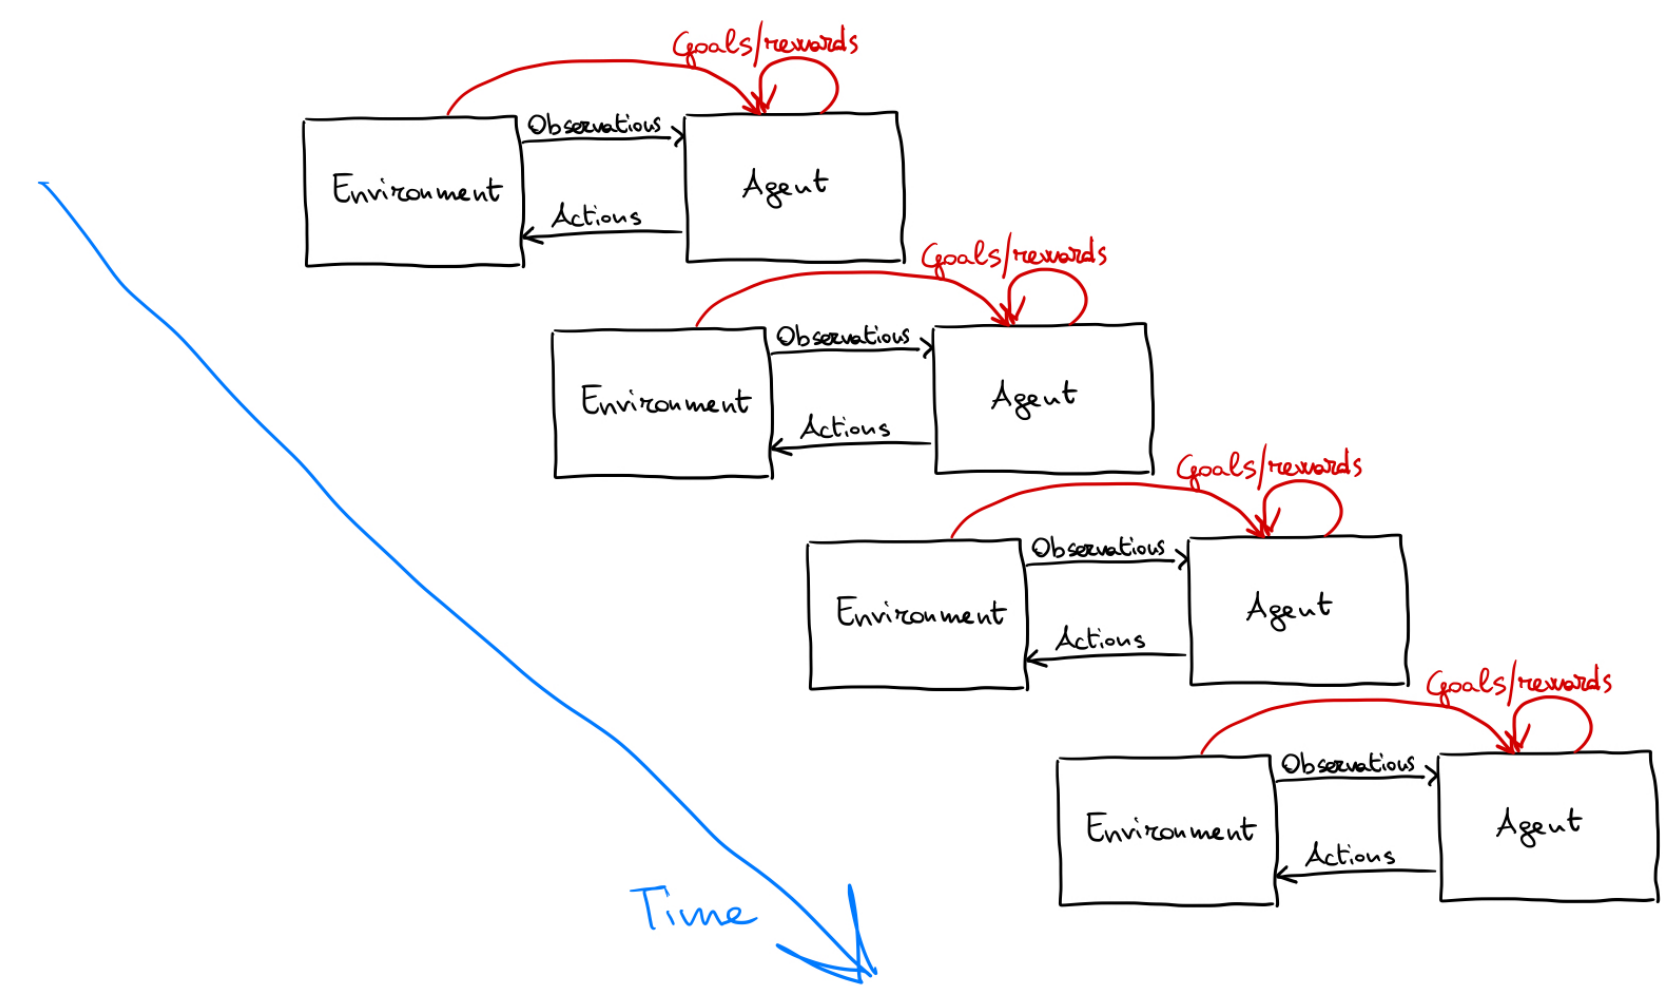 Goals/rewards
Observations
Environment
Agent
Actions
Goals/rewards
Observations
Environment
Agent
Actions
Goals/rewards
Observations
Environment
Agent
Actions
Goals/rewards
Observations
Environment
Agent
Actions
Time